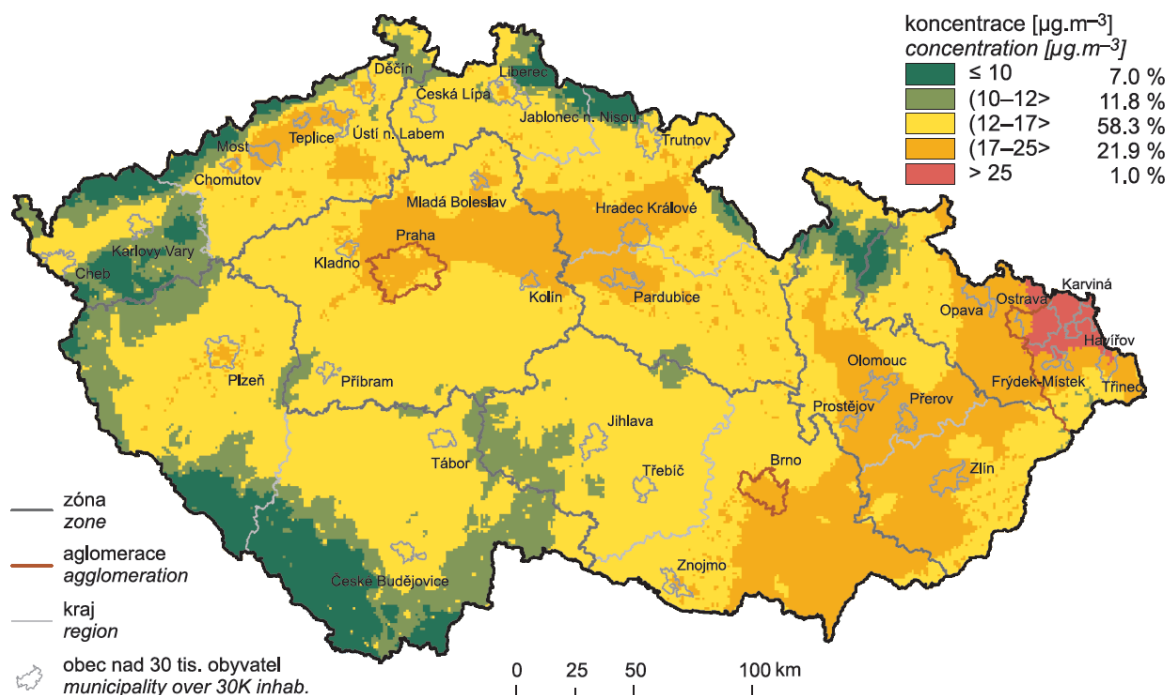 koncentrace [µg.m–3]
concentration [µg.m–3]
≤ 10 7.0 %
(10–12> 11.8 %
(12–17> 58.3 %
(17–25> 21.9 %
> 25 1.0 %
Děčín
Liberec
Česká Lípa
Jablonec n. Nisou
Teplice
Ústí n. Labem
Most
Trutnov
Chomutov
Mladá Boleslav
Hradec Králové
Karlovy Vary
Praha
Cheb
Kladno
Kolín
Pardubice
Karviná
Opava
Ostrava
Havířov
Olomouc
Frýdek-Místek
Třinec
Plzeň
Příbram
Prostějov
Přerov
Jihlava
Tábor
Třebíč
Brno
Zlín
České Budějovice
Znojmo
zóna
zone
aglomerace
agglomeration
kraj
region
obec nad 30 tis. obyvatel
municipality over 30K inhab.
0 25 50 100 km